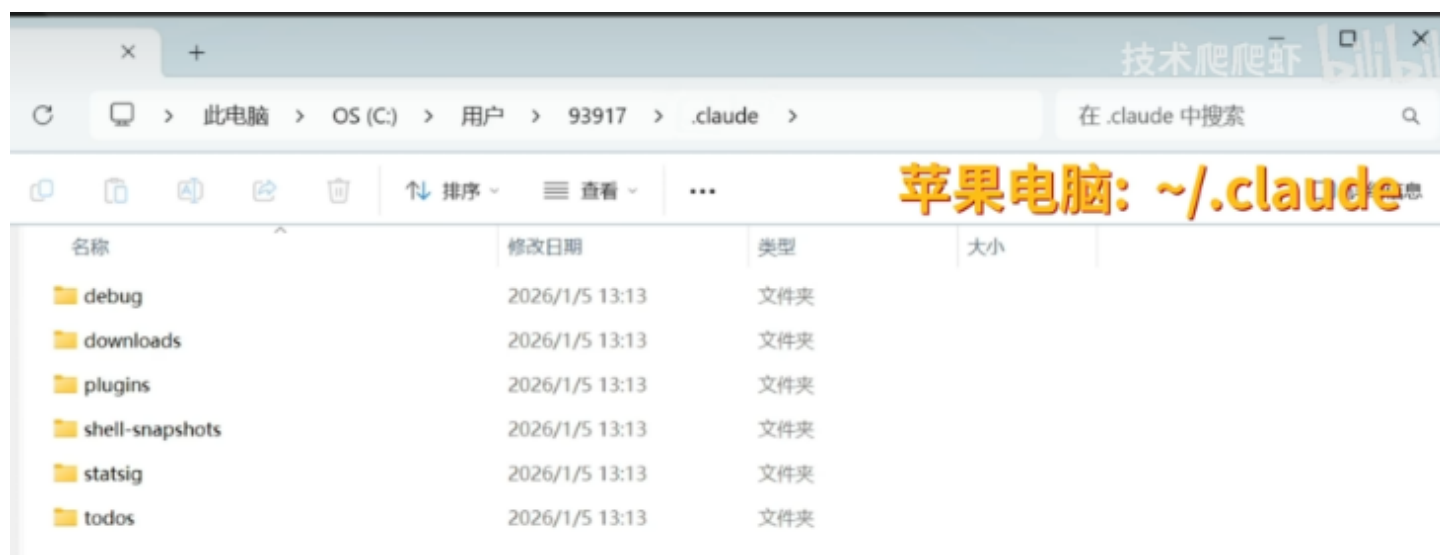 技术爬爬虾 bilibili
此电脑 > OS (C:) > 用户 > 93917 > .claude >
在 .claude 中搜索
排序 查看 ...
苹果电脑: ~/.claude
名称 修改日期 类型 大小
debug 2026/1/5 13:13 文件夹
downloads 2026/1/5 13:13 文件夹
plugins 2026/1/5 13:13 文件夹
shell-snapshots 2026/1/5 13:13 文件夹
statsig 2026/1/5 13:13 文件夹
todos 2026/1/5 13:13 文件夹